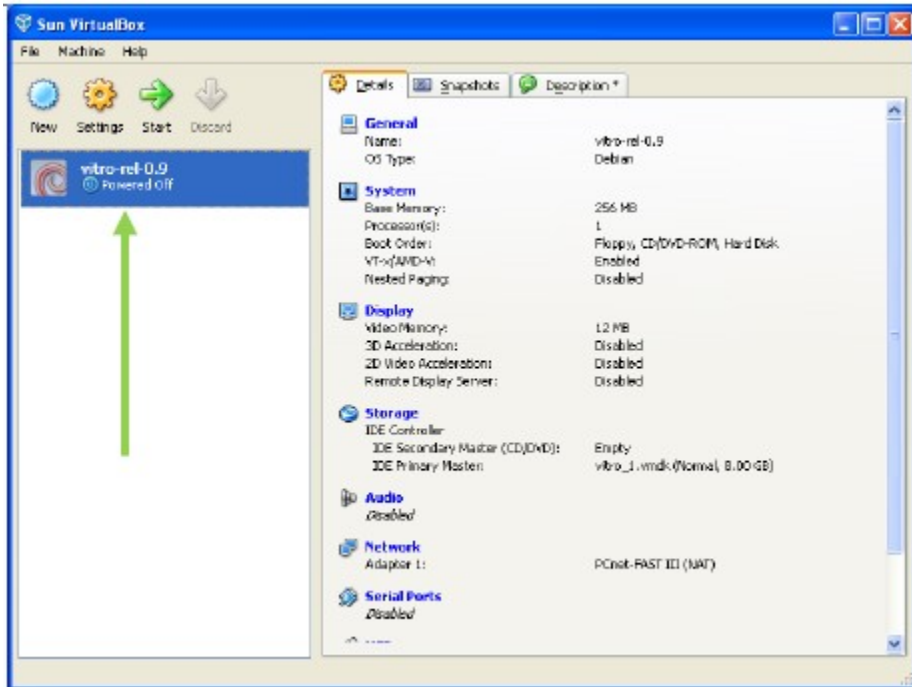 Sun VirtualBox
File Machine Help
New Settings Start Discard
vitro-rel-0.9
Powered Off
Details Snapshots Description *
General
Name: vitro-rel-0.9
OS Type: Debian
System
Base Memory: 256 MB
Processor(s): 1
Boot Order: Floppy, CD/DVD-ROM, Hard Disk
VT-x/AMD-V: Enabled
Nested Paging: Disabled
Display
Video Memory: 12 MB
3D Acceleration: Disabled
2D Video Acceleration: Disabled
Remote Display Server: Disabled
Storage
IDE Controller
IDE Secondary Master (CD/DVD): Empty
IDE Primary Master: vitro_1.vmdk (Normal, 8.00 GB)
Audio
Disabled
Network
Adapter 1: PCnet-FAST III (NAT)
Serial Ports
Disabled